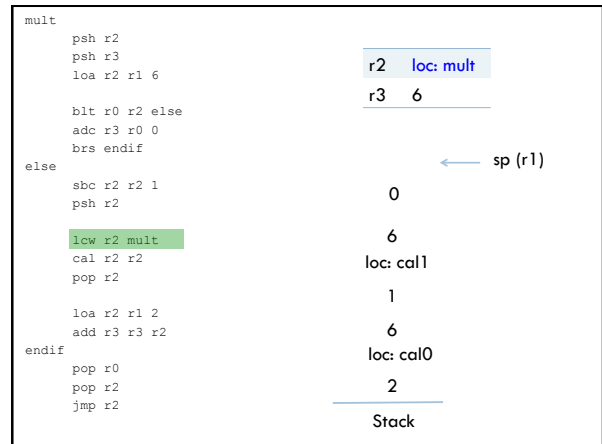 mult
psh r2
psh r3
loa r2 r1 6
blt r0 r2 else
adc r3 r0 0
brs endif
else
sbc r2 r2 1
psh r2
lcw r2 mult
cal r2 r2
pop r2
loa r2 r1 2
add r3 r3 r2
endif
pop r0
pop r2
jmp r2
r2 loc: mult
r3 6
sp (r1)
0
6
loc: cal1
1
6
loc: cal0
2
Stack